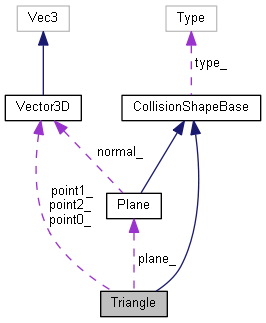 Vec3
Type
type_
Vector3D
CollisionShapeBase
normal_
point1_
point2_
point0_
Plane
plane_
Triangle